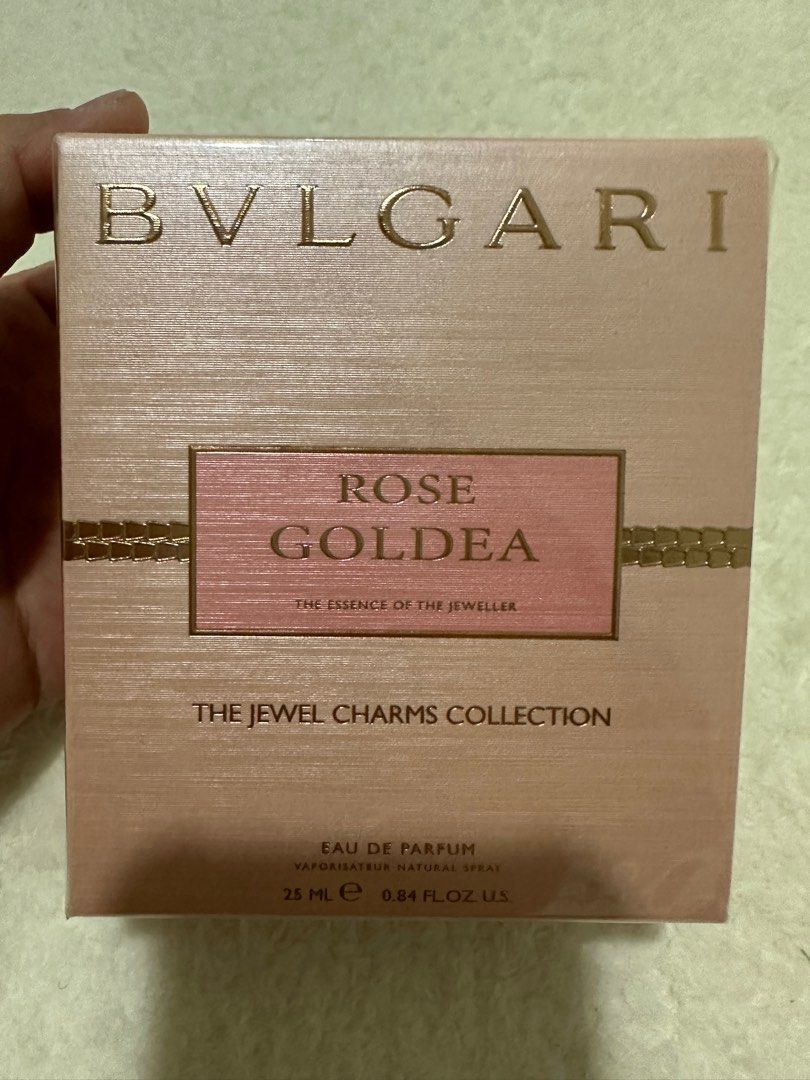 BVLGARI
ROSE
GOLDEA
THE ESSENCE OF THE JEWELLER
THE JEWEL CHARMS COLLECTION
EAU DE PARFUM
VAPORISATEUR NATURAL SPRAY
25 ML ℮ 0.84 FL.OZ. U.S.